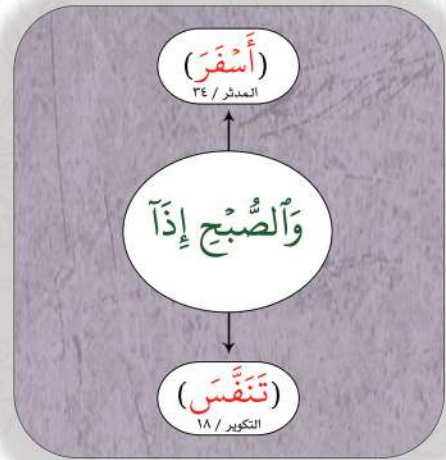 (أَسْفَرَ)
المدثر / ٣٤
وَٱلصُّبْحِ إِذَآ
(تَنَفَّسَ)
التكوير / ١٨